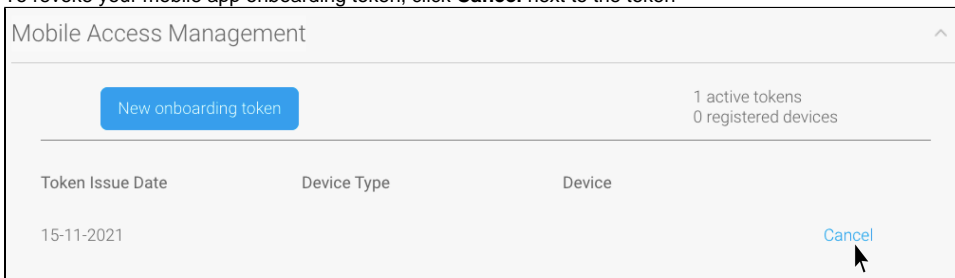 To revoke your mobile app onboarding token, click Cancel next to the token
Mobile Access Management
New onboarding token
1 active tokens
0 registered devices
Token Issue Date Device Type Device
15-11-2021 Cancel